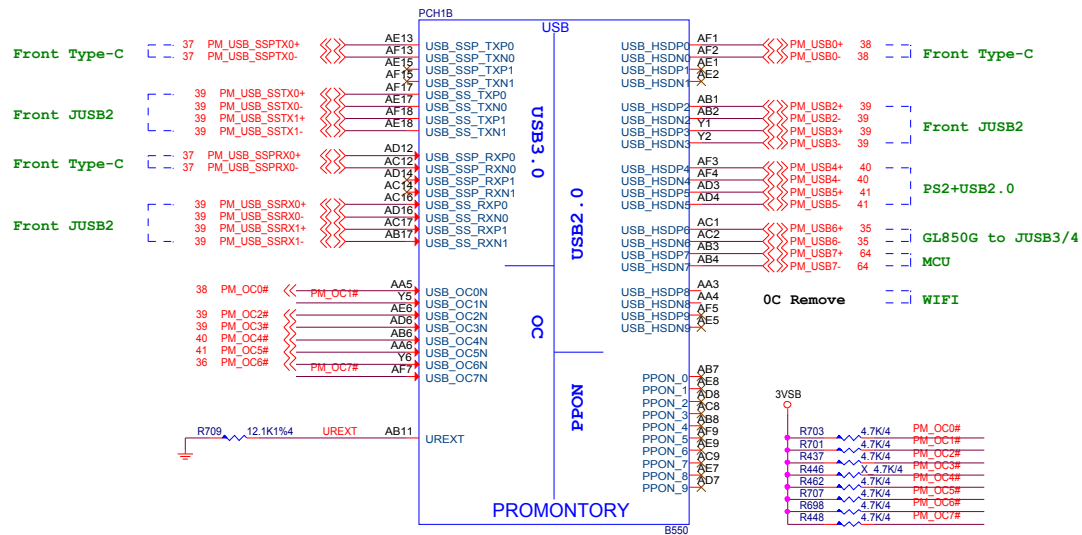 PCH1B
USB
Front Type-C
37 PM_USB_SSPTX0+ AE13 USB_SSP_TXP0
37 PM_USB_SSPTX0- AF13 USB_SSP_TXN0
AE15 USB_SSP_TXP1
AF15 USB_SSP_TXN1
Front JUSB2
39 PM_USB_SSTX0+ AF17 USB_SS_TXP0
39 PM_USB_SSTX0- AE17 USB_SS_TXN0
39 PM_USB_SSTX1+ AF18 USB_SS_TXP1
39 PM_USB_SSTX1- AE18 USB_SS_TXN1
Front Type-C
37 PM_USB_SSPRX0+ AD12 USB_SSP_RXP0
37 PM_USB_SSPRX0- AC12 USB_SSP_RXN0
AD14 USB_SSP_RXP1
AC14 USB_SSP_RXN1
Front JUSB2
39 PM_USB_SSRX0+ AC16 USB_SS_RXP0
39 PM_USB_SSRX0- AD16 USB_SS_RXN0
39 PM_USB_SSRX1+ AC17 USB_SS_RXP1
39 PM_USB_SSRX1- AB17 USB_SS_RXN1
38 PM_OC0# AA5 USB_OC0N
PM_OC1# Y5 USB_OC1N
39 PM_OC2# AE6 USB_OC2N
39 PM_OC3# AD6 USB_OC3N
40 PM_OC4# AB6 USB_OC4N
41 PM_OC5# AA6 USB_OC5N
36 PM_OC6# Y6 USB_OC6N
PM_OC7# AF7 USB_OC7N
R709 12.1K1%4 UREXT AB11 UREXT
USB3.0
USB2.0
OC
PPON
USB_HSDP0 AF1 PM_USB0+ 38
USB_HSDN0 AF2 PM_USB0- 38
Front Type-C
USB_HSDP1 AE1
USB_HSDN1 AE2
USB_HSDP2 AB1 PM_USB2+ 39
USB_HSDN2 AB2 PM_USB2- 39
USB_HSDP3 Y1 PM_USB3+ 39
USB_HSDN3 Y2 PM_USB3- 39
Front JUSB2
USB_HSDP4 AF3 PM_USB4+ 40
USB_HSDN4 AF4 PM_USB4- 40
USB_HSDP5 AD3 PM_USB5+ 41
USB_HSDN5 AD4 PM_USB5- 41
PS2+USB2.0
USB_HSDP6 AC1 PM_USB6+ 35
USB_HSDN6 AC2 PM_USB6- 35
GL850G to JUSB3/4
USB_HSDP7 AB3 PM_USB7+ 64
USB_HSDN7 AB4 PM_USB7- 64
MCU
USB_HSDP8 AA3
USB_HSDN8 AA4
0C Remove WIFI
USB_HSDP9 AF5
USB_HSDN9 AE5
PPON_0 AB7
PPON_1 AE8
PPON_2 AD8
PPON_3 AC8
PPON_4 AB8
PPON_5 AF9
PPON_6 AE9
PPON_7 AC9
PPON_8 AE7
PPON_9 AD7
3VSB
R703 4.7K/4 PM_OC0#
R701 4.7K/4 PM_OC1#
R437 4.7K/4 PM_OC2#
R446 X_4.7K/4 PM_OC3#
R462 4.7K/4 PM_OC4#
R707 4.7K/4 PM_OC5#
R698 4.7K/4 PM_OC6#
R448 4.7K/4 PM_OC7#
PROMONTORY
B550